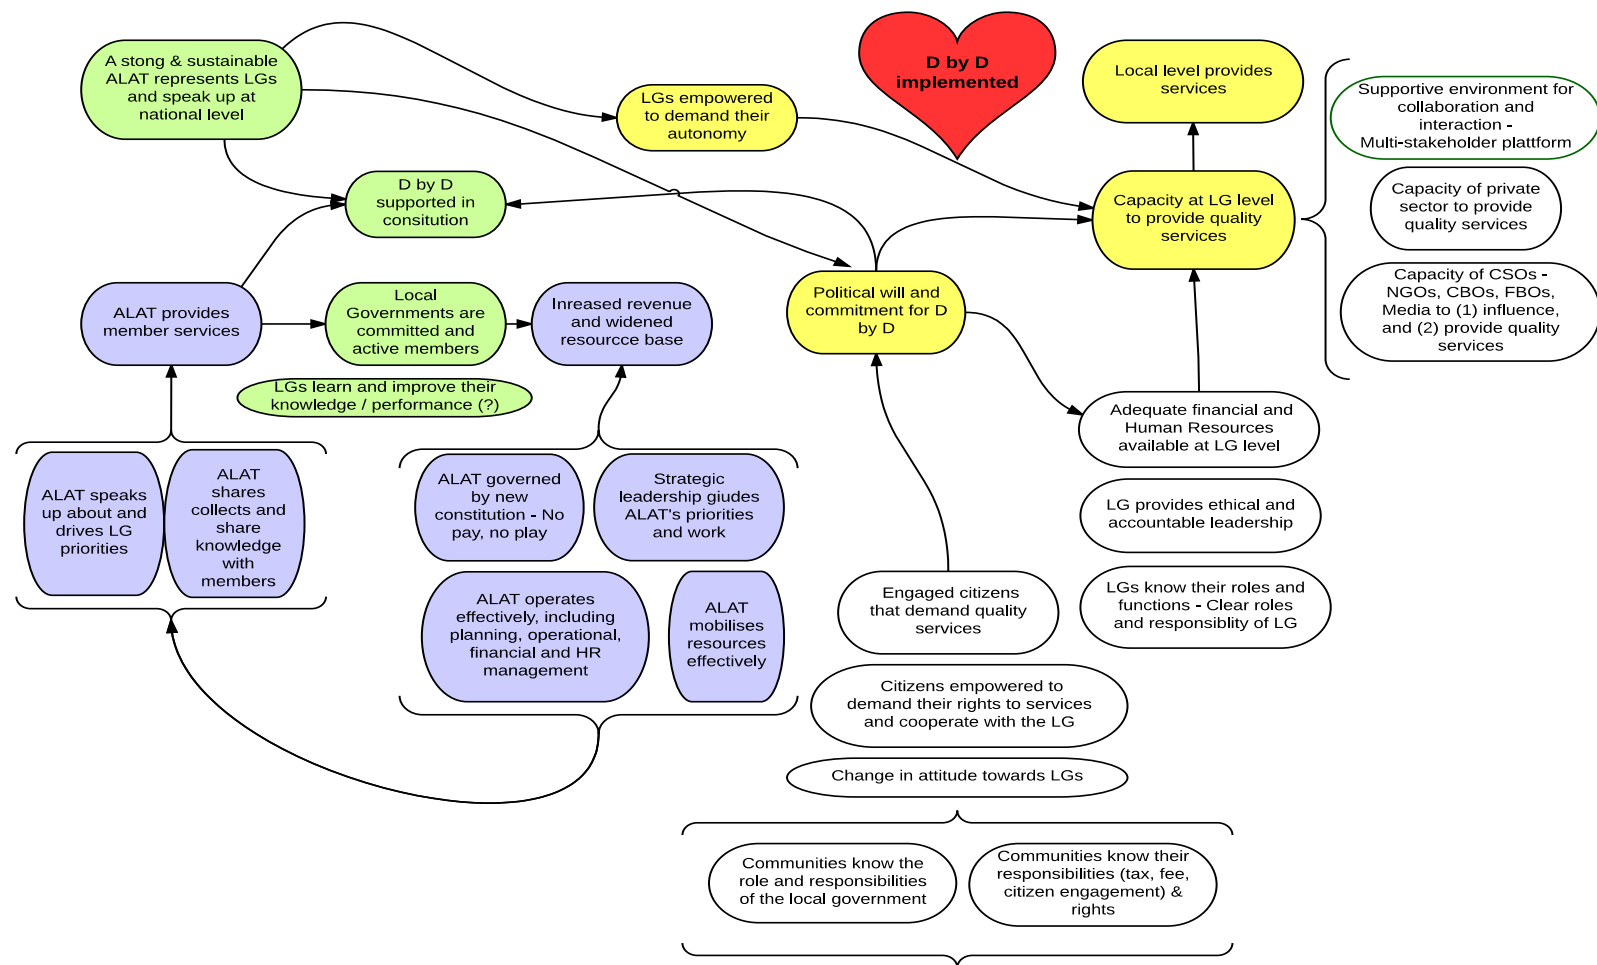 A stong & sustainable
ALAT represents LGs
and speak up at
national level
LGs empowered
to demand their
autonomy
D by D
implemented
Local level provides
services
Supportive environment for
collaboration and
interaction -
Multi-stakeholder plattform
D by D
supported in
consitution
Capacity at LG level
to provide quality
services
Capacity of private
sector to provide
quality services
ALAT provides
member services
Local
Governments are
committed and
active members
Inreased revenue
and widened
resourcce base
Political will and
commitment for D
by D
Capacity of CSOs -
NGOs, CBOs, FBOs,
Media to (1) influence,
and (2) provide quality
services
LGs learn and improve their
knowledge / performance (?)
Adequate financial and
Human Resources
available at LG level
ALAT speaks
up about and
drives LG
priorities
ALAT
shares
collects and
share
knowledge
with
members
ALAT governed
by new
constitution - No
pay, no play
Strategic
leadership giudes
ALAT's priorities
and work
LG provides ethical and
accountable leadership
ALAT operates
effectively, including
planning, operational,
financial and HR
management
ALAT
mobilises
resources
effectively
Engaged citizens
that demand quality
services
LGs know their roles and
functions - Clear roles
and responsiblity of LG
Citizens empowered to
demand their rights to services
and cooperate with the LG
Change in attitude towards LGs
Communities know the
role and responsibilities
of the local government
Communities know their
responsibilities (tax, fee,
citizen engagement) &
rights